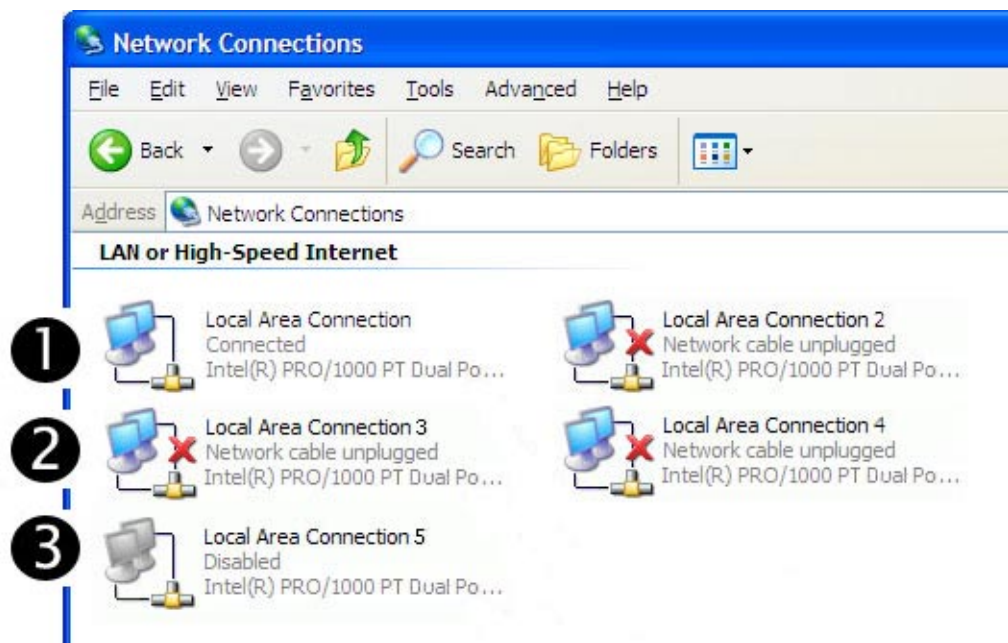 Network Connections
File Edit View Favorites Tools Advanced Help
Back Search Folders
Address Network Connections
LAN or High-Speed Internet
1
Local Area Connection
Connected
Intel(R) PRO/1000 PT Dual Po...
Local Area Connection 2
Network cable unplugged
Intel(R) PRO/1000 PT Dual Po...
2
Local Area Connection 3
Network cable unplugged
Intel(R) PRO/1000 PT Dual Po...
Local Area Connection 4
Network cable unplugged
Intel(R) PRO/1000 PT Dual Po...
3
Local Area Connection 5
Disabled
Intel(R) PRO/1000 PT Dual Po...